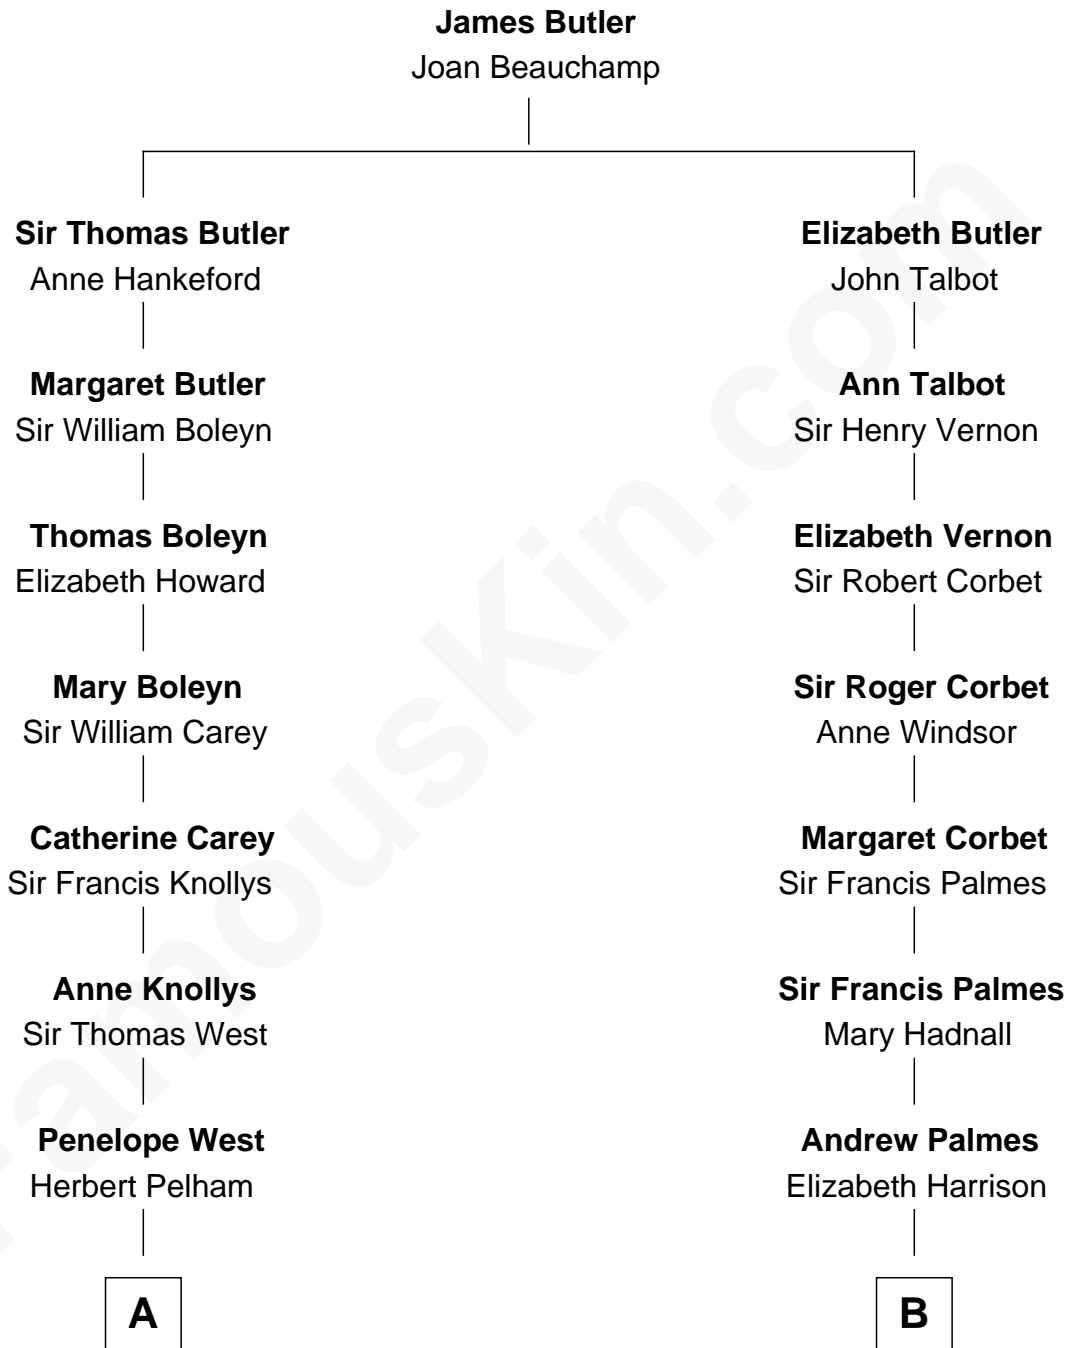 James Butler
Joan Beauchamp
Sir Thomas Butler
Anne Hankeford
Margaret Butler
Sir William Boleyn
Thomas Boleyn
Elizabeth Howard
Mary Boleyn
Sir William Carey
Catherine Carey
Sir Francis Knollys
Anne Knollys
Sir Thomas West
Penelope West
Herbert Pelham
A
Elizabeth Butler
John Talbot
Ann Talbot
Sir Henry Vernon
Elizabeth Vernon
Sir Robert Corbet
Sir Roger Corbet
Anne Windsor
Margaret Corbet
Sir Francis Palmes
Sir Francis Palmes
Mary Hadnall
Andrew Palmes
Elizabeth Harrison
B
FamousKin.com